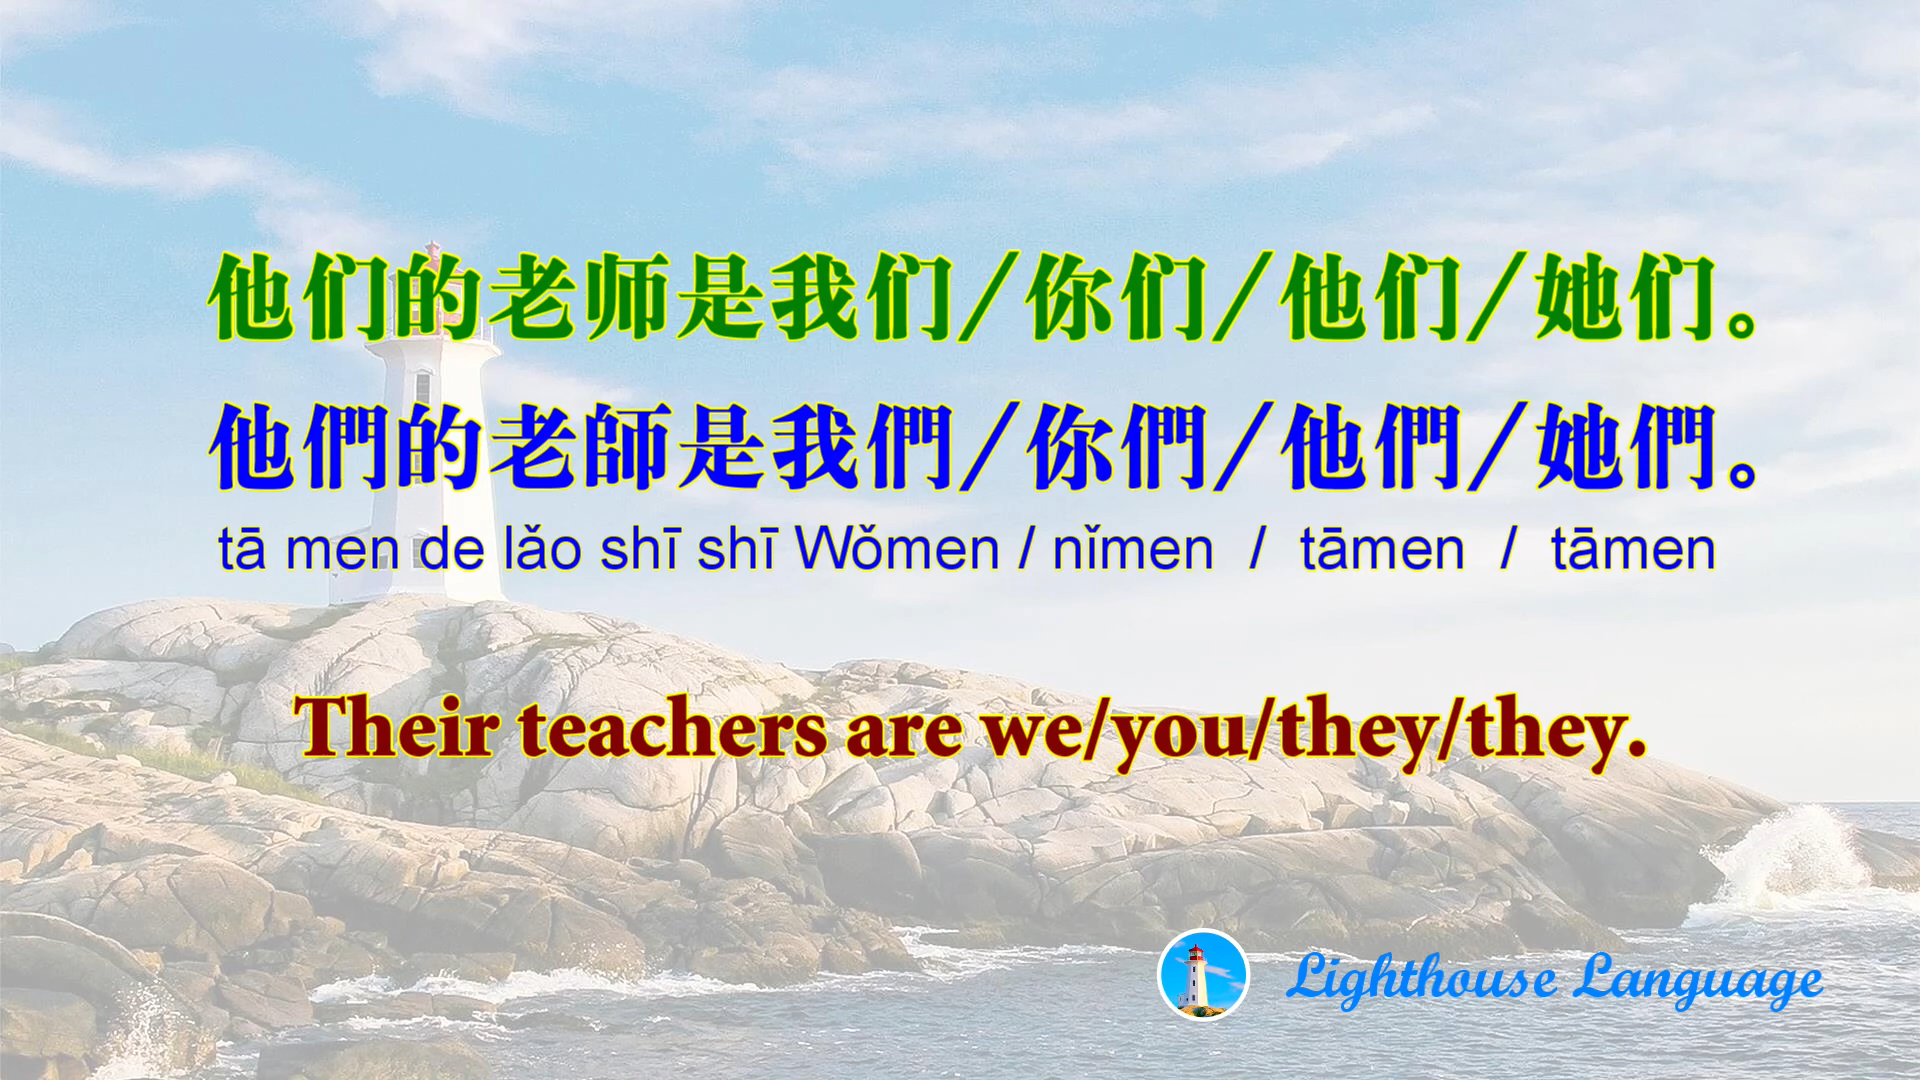 他们的老师是我们/你们/他们/她们。
他們的老師是我們/你們/他們/她們。
tā men de lǎo shī shī Wǒmen / nǐmen / tāmen / tāmen
Their teachers are we/you/they/they.
Lighthouse Language